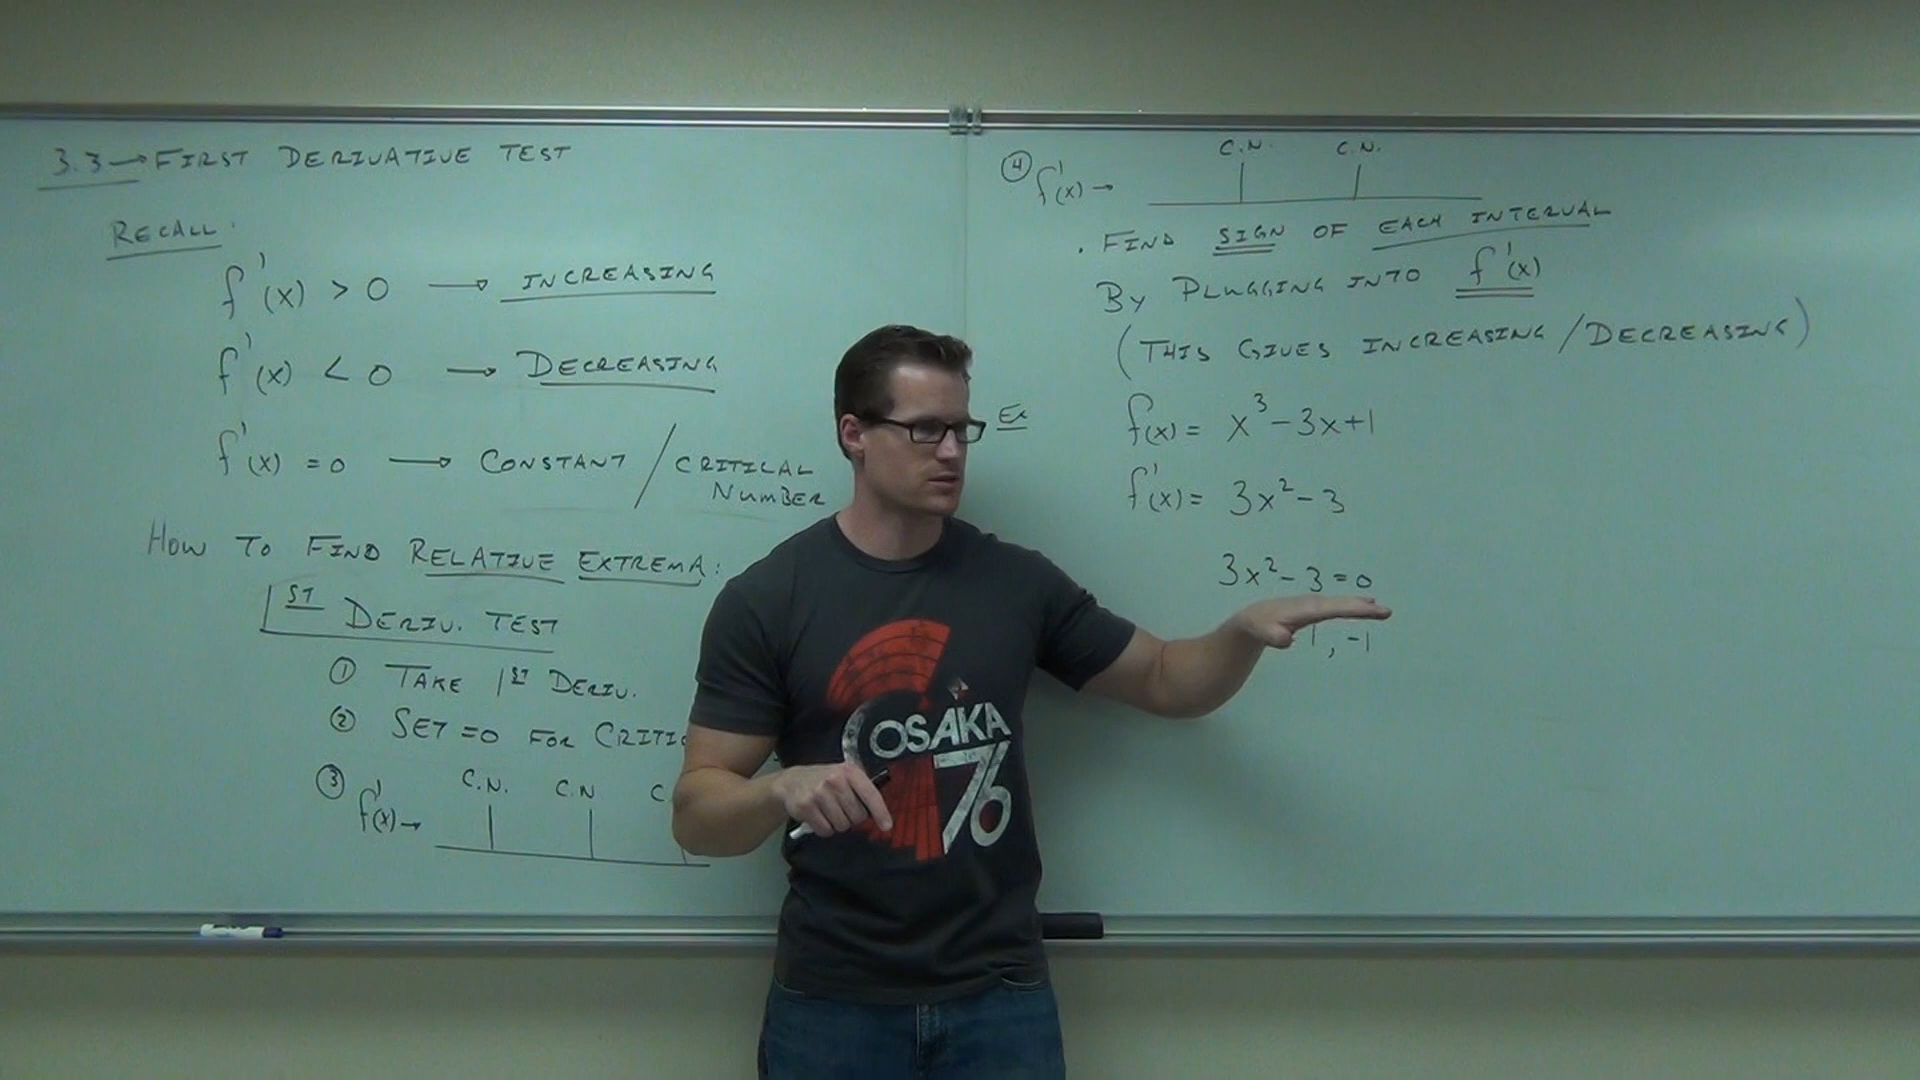 3.3 → FIRST DERIVATIVE TEST
RECALL:
f'(x) > 0 → INCREASING
f'(x) < 0 → DECREASING
f'(x) = 0 → CONSTANT / CRITICAL
NUMBER
HOW TO FIND RELATIVE EXTREMA:
1ST DERIV. TEST
① TAKE 1ST DERIV.
② SET =0 FOR
③ f'(x) → C.N. C.N
④ f'(x) → C.N. C.N.
· FIND SIGN OF EACH INTERVAL
BY PLUGGING INTO f'(x)
(THIS GIVES INCREASING / DECREASING)
Ex f(x) = x³ - 3x + 1
f'(x) = 3x² - 3
3x² - 3 = 0
1, -1
OSAKA
76